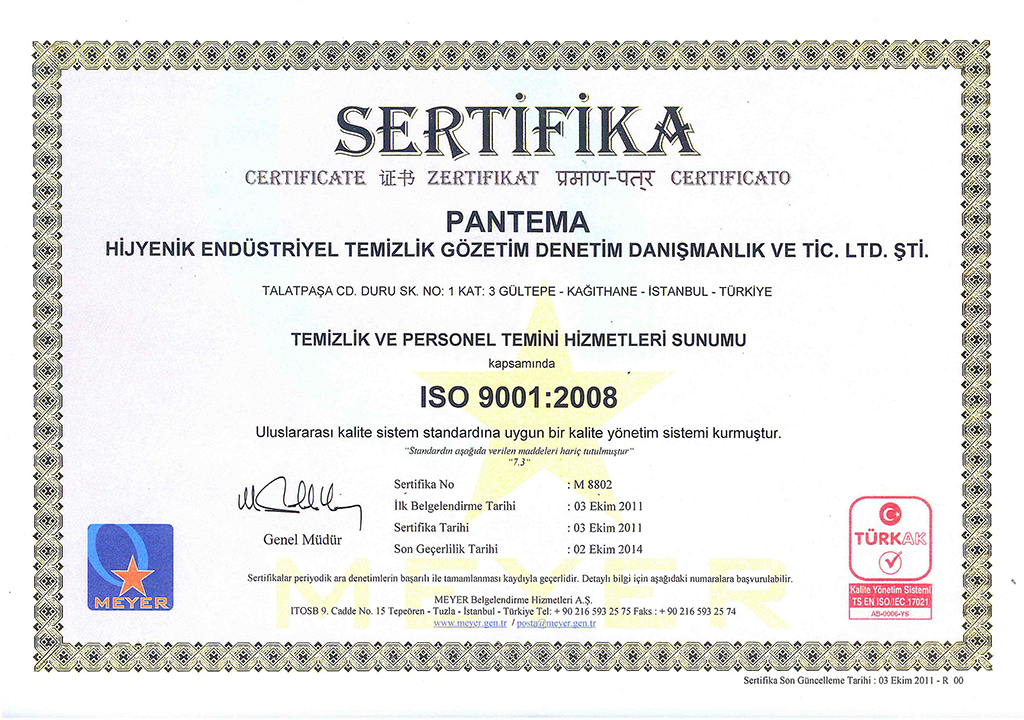 SERTİFİKA
CERTIFICATE 证书 ZERTIFIKAT प्रमाण-पत्र CERTIFICATO
PANTEMA
HİJYENİK ENDÜSTRİYEL TEMİZLİK GÖZETİM DENETİM DANIŞMANLIK VE TİC. LTD. ŞTİ.
TALATPAŞA CD. DURU SK. NO: 1 KAT: 3 GÜLTEPE - KAĞITHANE - İSTANBUL - TÜRKİYE
TEMİZLİK VE PERSONEL TEMİNİ HİZMETLERİ SUNUMU
kapsamında
ISO 9001:2008
Uluslararası kalite sistem standardına uygun bir kalite yönetim sistemi kurmuştur.
"Standardın aşağıda verilen maddeleri hariç tutulmuştur"
"7.3"
Sertifika No : M 8802
İlk Belgelendirme Tarihi : 03 Ekim 2011
Sertifika Tarihi : 03 Ekim 2011
Son Geçerlilik Tarihi : 02 Ekim 2014
Genel Müdür
MEYER
TÜRKAK
Kalite Yönetim Sistemi
TS EN ISO/IEC 17021
AB-0006-YS
MEYER
Sertifikalar periyodik ara denetimlerin başarılı ile tamamlanması kaydıyla geçerlidir. Detaylı bilgi için aşağıdaki numaralara başvurulabilir.
MEYER Belgelendirme Hizmetleri A.Ş.
ITOSB 9. Cadde No. 15 Tepeören - Tuzla - İstanbul - Türkiye Tel: + 90 216 593 25 75 Faks : + 90 216 593 25 74
www.meyer.gen.tr / posta@meyer.gen.tr
Sertifika Son Güncelleme Tarihi : 03 Ekim 2011 - R 00